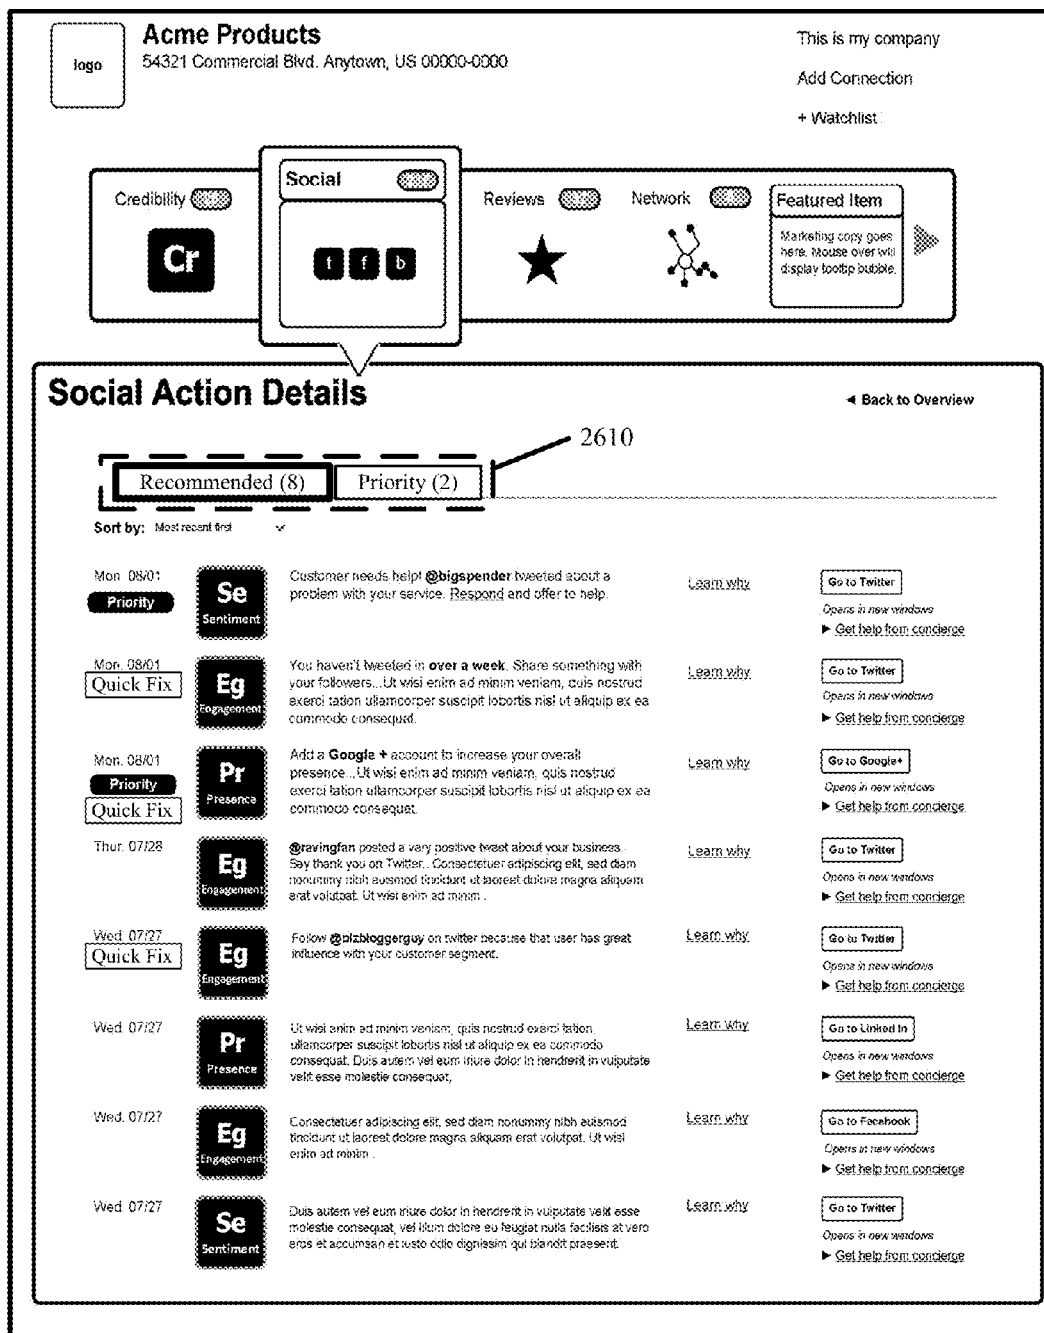 logo
Acme Products
54321 Commercial Blvd. Anytown, US 00000-0000
This is my company
Add Connection
+ Watchlist
Credibility
Cr
Social
t f b
Reviews
Network
Featured Item
Marketing copy goes
here. Mouse over will
display tooltip bubble.
Social Action Details
◄ Back to Overview
2610
Recommended (8)
Priority (2)
Sort by: Most recent first
Mon. 08/01
Priority
Se
Sentiment
Customer needs help! @bigspender tweeted about a
problem with your service. Respond and offer to help.
Learn why
Go to Twitter
Opens in new windows
► Get help from concierge
Mon. 08/01
Quick Fix
Eg
Engagement
You haven't tweeted in over a week. Share something with
your followers...Ut wisi enim ad minim veniam, quis nostrud
exerci tation ullamcorper suscipit lobortis nisl ut aliquip ex ea
commodo consequat.
Learn why
Go to Twitter
Opens in new windows
► Get help from concierge
Mon. 08/01
Priority
Quick Fix
Pr
Presence
Add a Google + account to increase your overall
presence...Ut wisi enim ad minim veniam, quis nostrud
exerci tation ullamcorper suscipit lobortis nisl ut aliquip ex ea
commodo consequat.
Learn why
Go to Google+
Opens in new windows
► Get help from concierge
Thur. 07/28
Eg
Engagement
@ravingfan posted a very positive tweet about your business.
Say thank you on Twitter.. Consectetuer adipiscing elit, sed diam
nonummy nibh euismod tincidunt ut laoreet dolore magna aliquam
erat volutpat. Ut wisi enim ad minim .
Learn why
Go to Twitter
Opens in new windows
► Get help from concierge
Wed. 07/27
Quick Fix
Eg
Engagement
Follow @bizbloggerguy on twitter because that user has great
influence with your customer segment.
Learn why
Go to Twitter
Opens in new windows
► Get help from concierge
Wed. 07/27
Pr
Presence
Ut wisi enim ad minim veniam, quis nostrud exerci tation
ullamcorper suscipit lobortis nisl ut aliquip ex ea commodo
consequat. Duis autem vel eum iriure dolor in hendrerit in vulputate
velit esse molestie consequat,
Learn why
Go to Linked In
Opens in new windows
► Get help from concierge
Wed. 07/27
Eg
Engagement
Consectetuer adipiscing elit, sed diam nonummy nibh euismod
tincidunt ut laoreet dolore magna aliquam erat volutpat. Ut wisi
enim ad minim .
Learn why
Go to Facebook
Opens in new windows
► Get help from concierge
Wed. 07/27
Se
Sentiment
Duis autem vel eum iriure dolor in hendrerit in vulputate velit esse
molestie consequat, vel illum dolore eu feugiat nulla facilisis at vero
eros et accumsan et iusto odio dignissim qui blandit praesent.
Learn why
Go to Twitter
Opens in new windows
► Get help from concierge